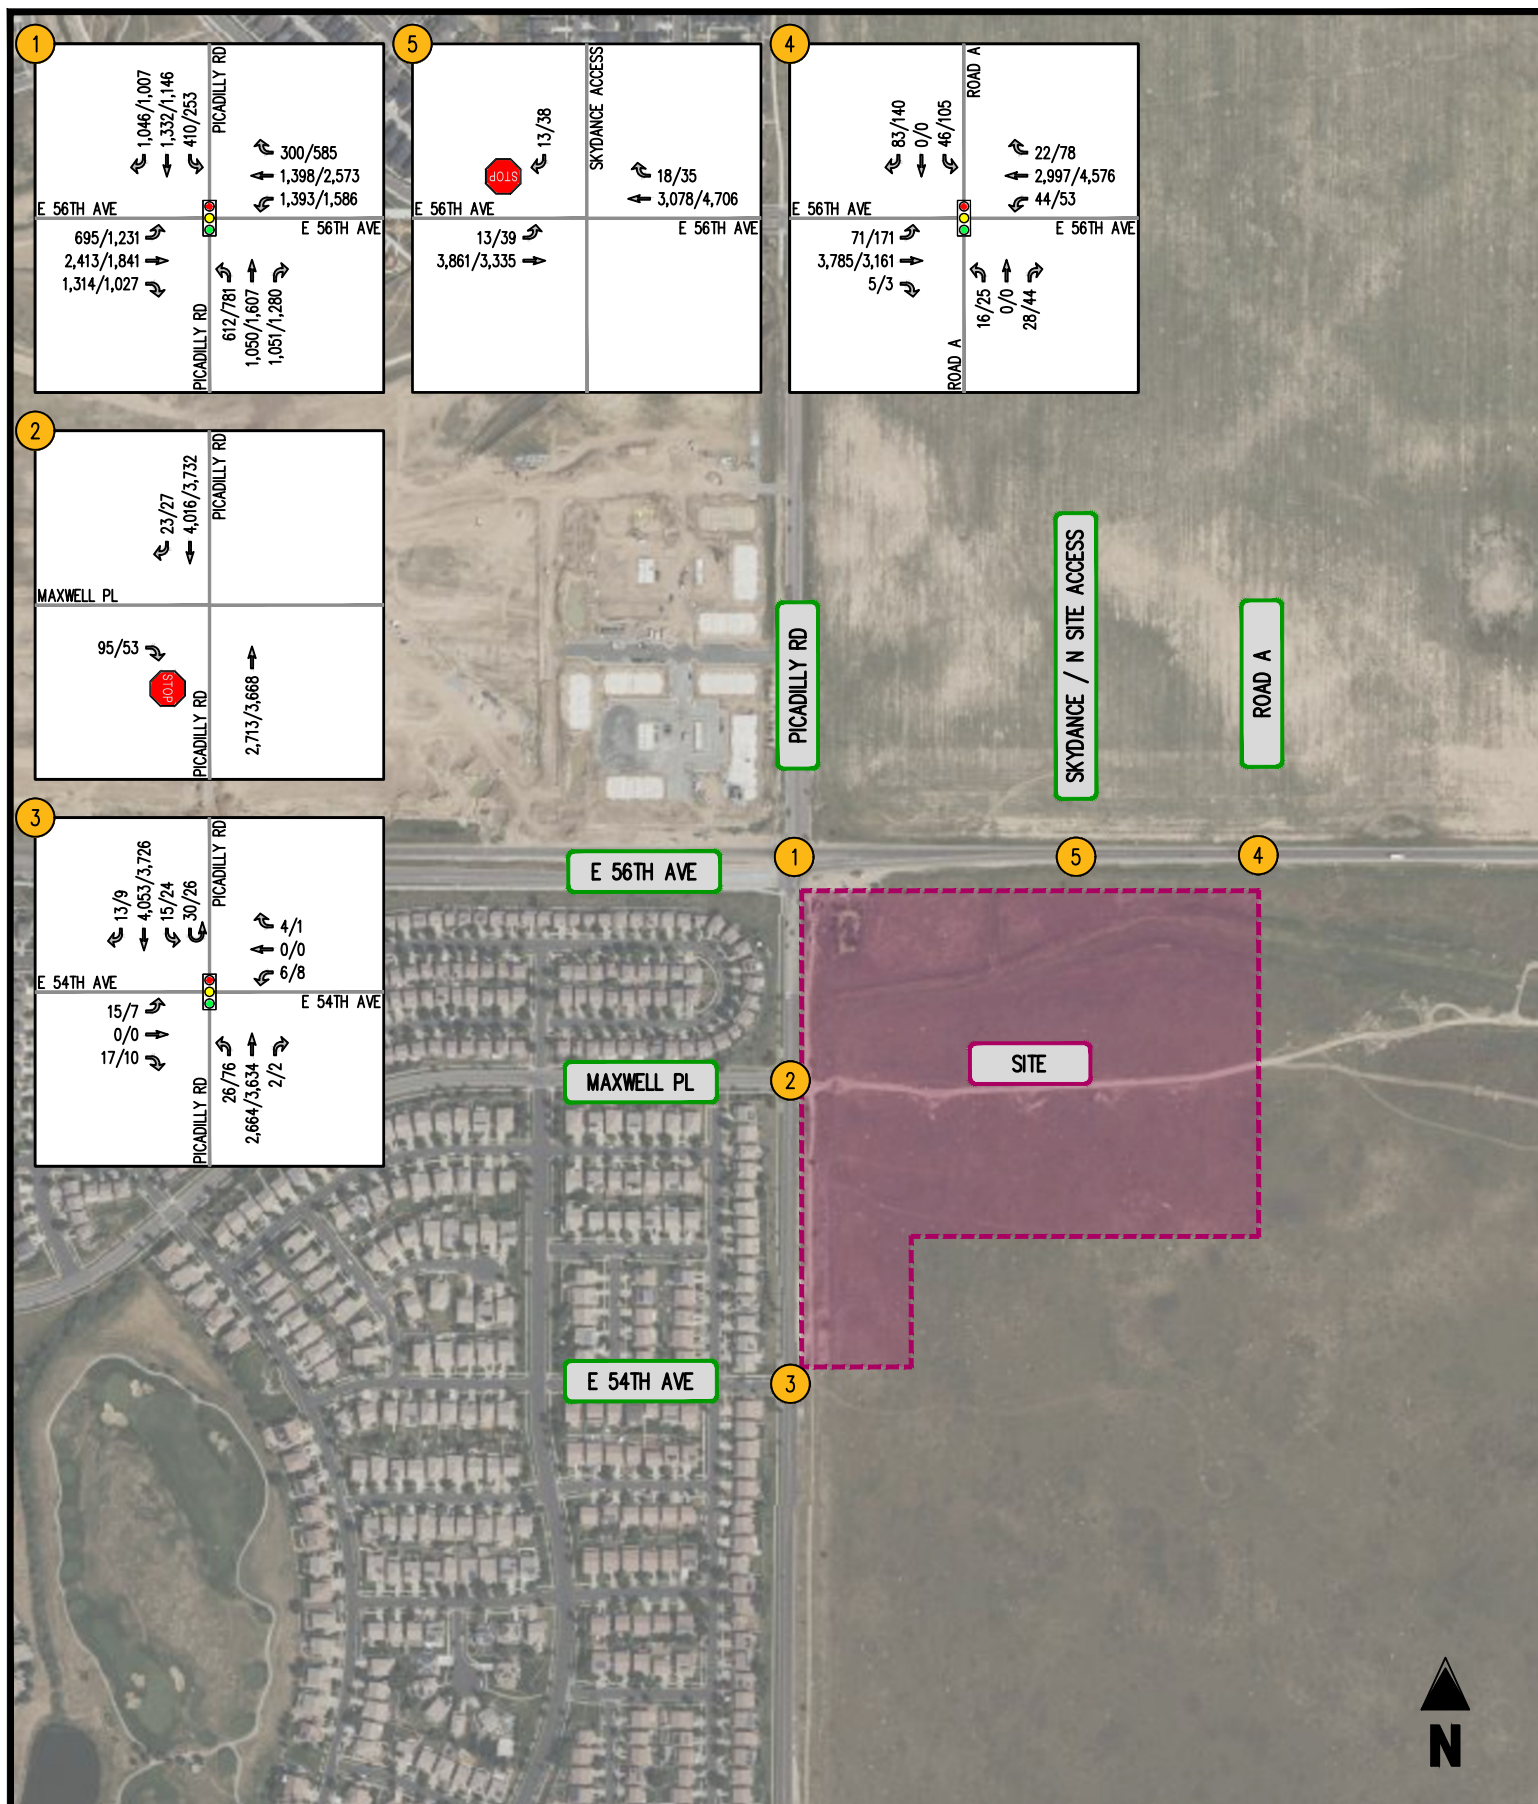 1
PICADILLY RD
1,046/1,007
1,332/1,146
410/253
300/585
1,398/2,573
1,393/1,586
E 56TH AVE
E 56TH AVE
695/1,231
2,413/1,841
1,314/1,027
612/781
1,050/1,607
1,051/1,280
PICADILLY RD
5
SKYDANCE ACCESS
13/38
STOP
18/35
3,078/4,706
E 56TH AVE
E 56TH AVE
13/39
3,861/3,335
4
ROAD A
83/140
0/0
46/105
22/78
2,997/4,576
44/53
E 56TH AVE
E 56TH AVE
71/171
3,785/3,161
5/3
16/25
0/0
28/44
ROAD A
2
PICADILLY RD
23/27
4,016/3,732
MAXWELL PL
95/53
STOP
PICADILLY RD
2,713/3,668
3
PICADILLY RD
13/9
4,053/3,726
15/24
30/26
4/1
0/0
6/8
E 54TH AVE
E 54TH AVE
15/7
0/0
17/10
26/76
2,664/3,634
2/2
PICADILLY RD
PICADILLY RD
SKYDANCE / N SITE ACCESS
ROAD A
E 56TH AVE
1
5
4
MAXWELL PL
2
SITE
E 54TH AVE
3
N